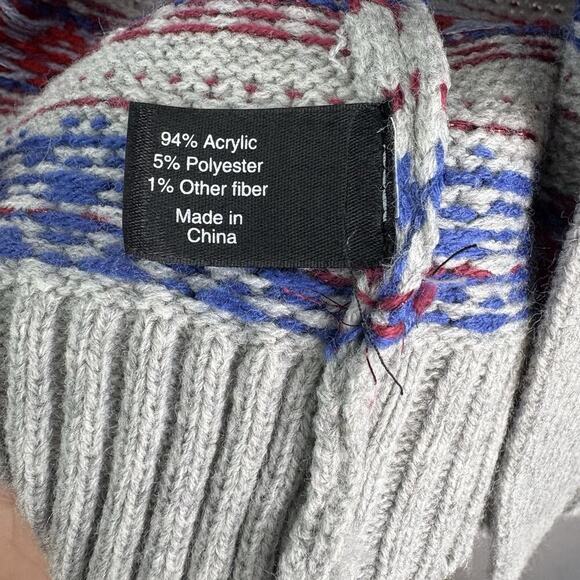 94% Acrylic
5% Polyester
1% Other fiber
Made in
China